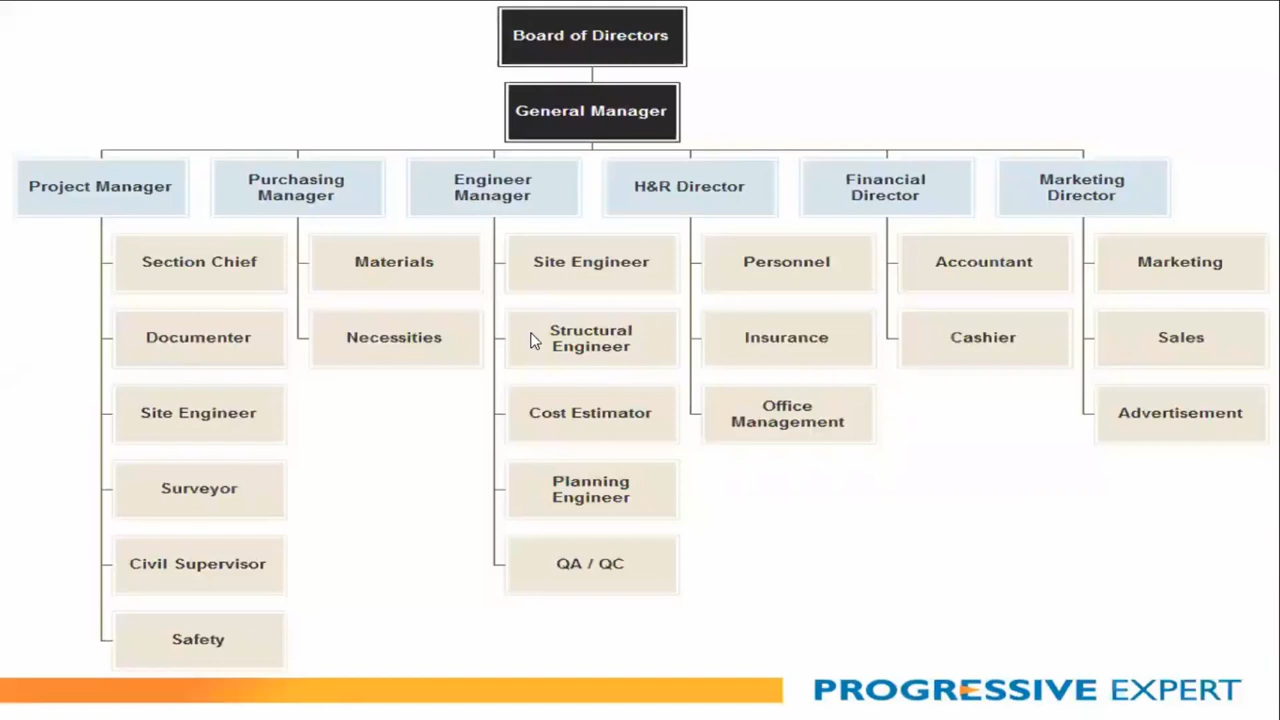 Board of Directors
General Manager
Project Manager
Purchasing
Manager
Engineer
Manager
H&R Director
Financial
Director
Marketing
Director
Section Chief
Materials
Site Engineer
Personnel
Accountant
Marketing
Documenter
Necessities
Structural
Engineer
Insurance
Cashier
Sales
Site Engineer
Cost Estimator
Office
Management
Advertisement
Surveyor
Planning
Engineer
Civil Supervisor
QA / QC
Safety
PROGRESSIVE EXPERT